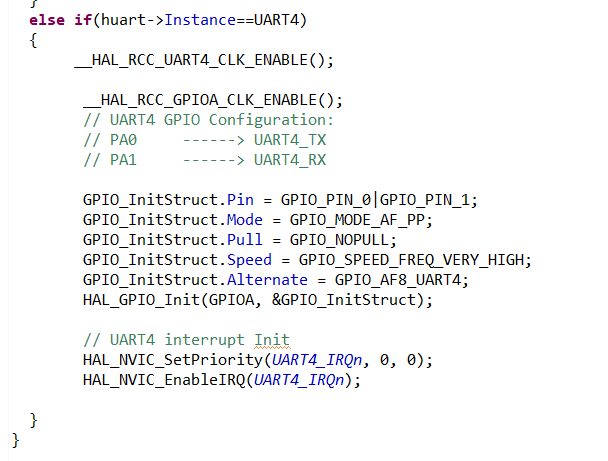 }
else if(huart->Instance==UART4)
{
__HAL_RCC_UART4_CLK_ENABLE();
__HAL_RCC_GPIOA_CLK_ENABLE();
// UART4 GPIO Configuration:
// PA0     ------> UART4_TX
// PA1     ------> UART4_RX
GPIO_InitStruct.Pin = GPIO_PIN_0|GPIO_PIN_1;
GPIO_InitStruct.Mode = GPIO_MODE_AF_PP;
GPIO_InitStruct.Pull = GPIO_NOPULL;
GPIO_InitStruct.Speed = GPIO_SPEED_FREQ_VERY_HIGH;
GPIO_InitStruct.Alternate = GPIO_AF8_UART4;
HAL_GPIO_Init(GPIOA, &GPIO_InitStruct);
// UART4 interrupt Init
HAL_NVIC_SetPriority(UART4_IRQn, 0, 0);
HAL_NVIC_EnableIRQ(UART4_IRQn);
}
}